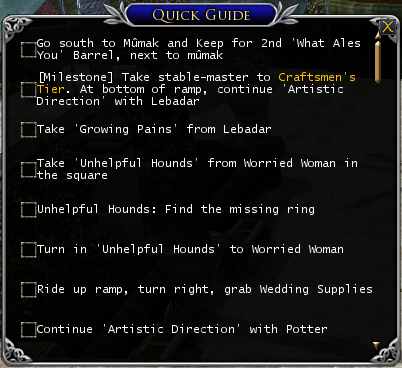 QUICK GUIDE
X
Go south to Mûmak and Keep for 2nd 'What Ales
You' Barrel, next to mûmak
[Milestone] Take stable-master to Craftsmen's
Tier. At bottom of ramp, continue 'Artistic
Direction' with Lebadar
Take 'Growing Pains' from Lebadar
Take 'Unhelpful Hounds' from Worried Woman in
the square
Unhelpful Hounds: Find the missing ring
Turn in 'Unhelpful Hounds' to Worried Woman
Ride up ramp, turn right, grab Wedding Supplies
Continue 'Artistic Direction' with Potter